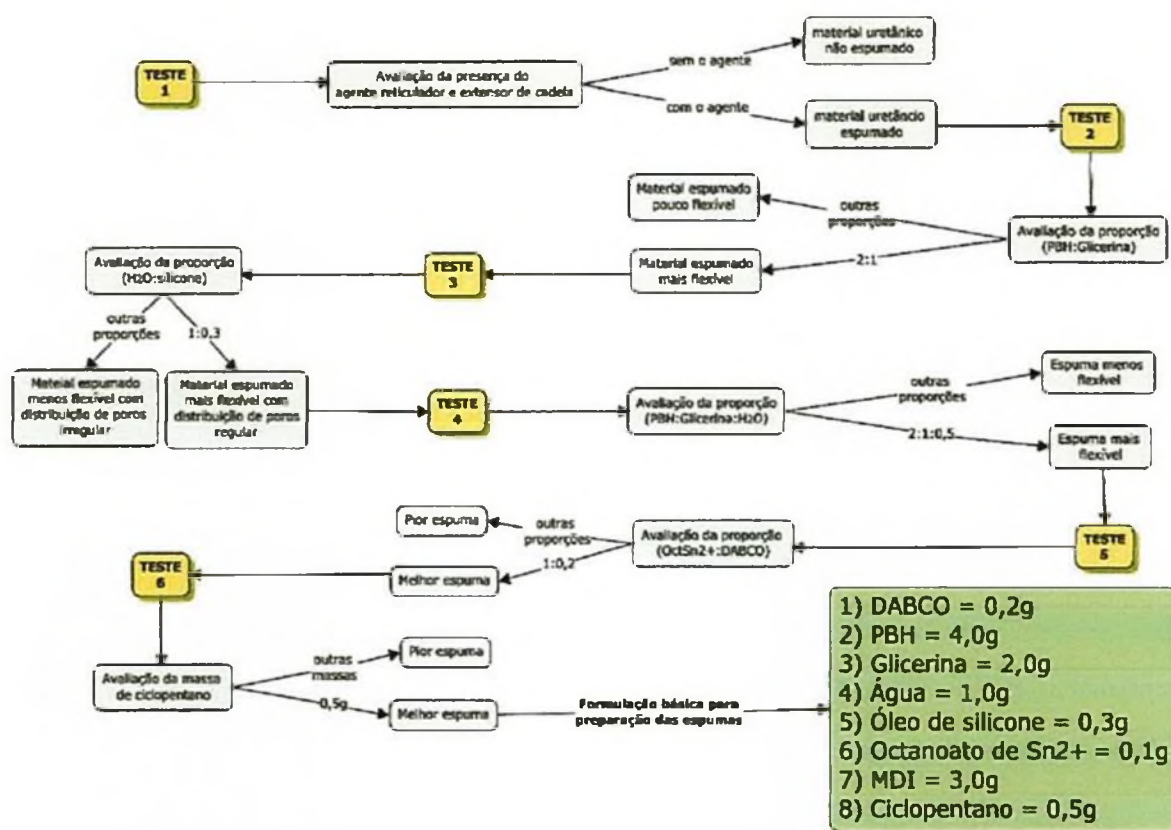 TESTE
1
Avaliação da presença do
agente reticulador e extensor de cadeia
sem o agente
material uretânico
não espumado
com o agente
material uretâncio
espumado
TESTE
2
Avaliação da proporção
(PBH:Glicerina)
outras
proporções
Material espumado
pouco flexível
2:1
Material espumado
mais flexível
TESTE
3
Avaliação da proporção
(H2O:silicone)
outras
proporções
1:0,3
Mateial espumado
menos flexível com
distribuição de poros
irregular
Material espumado
mais flexível com
distribuição de poros
regular
TESTE
4
Avaliação da proporção
(PBH:Glicerina:H2O)
outras
proporções
Espuma menos
flexível
2:1:0,5
Espuma mais
flexível
TESTE
5
Avaliação da proporção
(OctSn2+:DABCO)
outras
proporções
Pior espuma
1:0,2
Melhor espuma
TESTE
6
Avaliação da massa
de ciclopentano
outras
massas
Pior espuma
0,5g
Melhor espuma
Formulação básica para
preparação das espumas
1) DABCO = 0,2g
2) PBH = 4,0g
3) Glicerina = 2,0g
4) Água = 1,0g
5) Óleo de silicone = 0,3g
6) Octanoato de Sn2+ = 0,1g
7) MDI = 3,0g
8) Ciclopentano = 0,5g